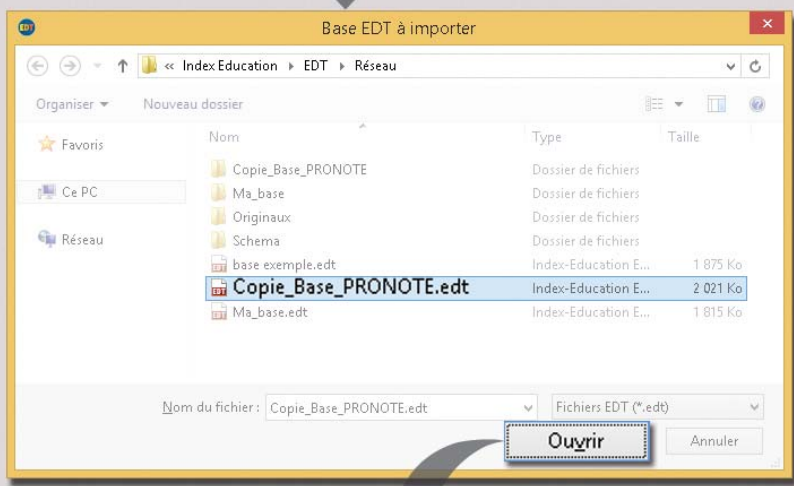 EDT
Base EDT à importer
« Index Education ▸ EDT ▸ Réseau
Organiser Nouveau dossier
Nom Type Taille
Favoris
Ce PC
Réseau
Copie_Base_PRONOTE Dossier de fichiers
Ma_base Dossier de fichiers
Originaux Dossier de fichiers
Schema Dossier de fichiers
base exemple.edt Index-Education E... 1 875 Ko
Copie_Base_PRONOTE.edt Index-Education E... 2 021 Ko
Ma_base.edt Index-Education E... 1 815 Ko
Nom du fichier : Copie_Base_PRONOTE.edt Fichiers EDT (*.edt)
Ouvrir Annuler